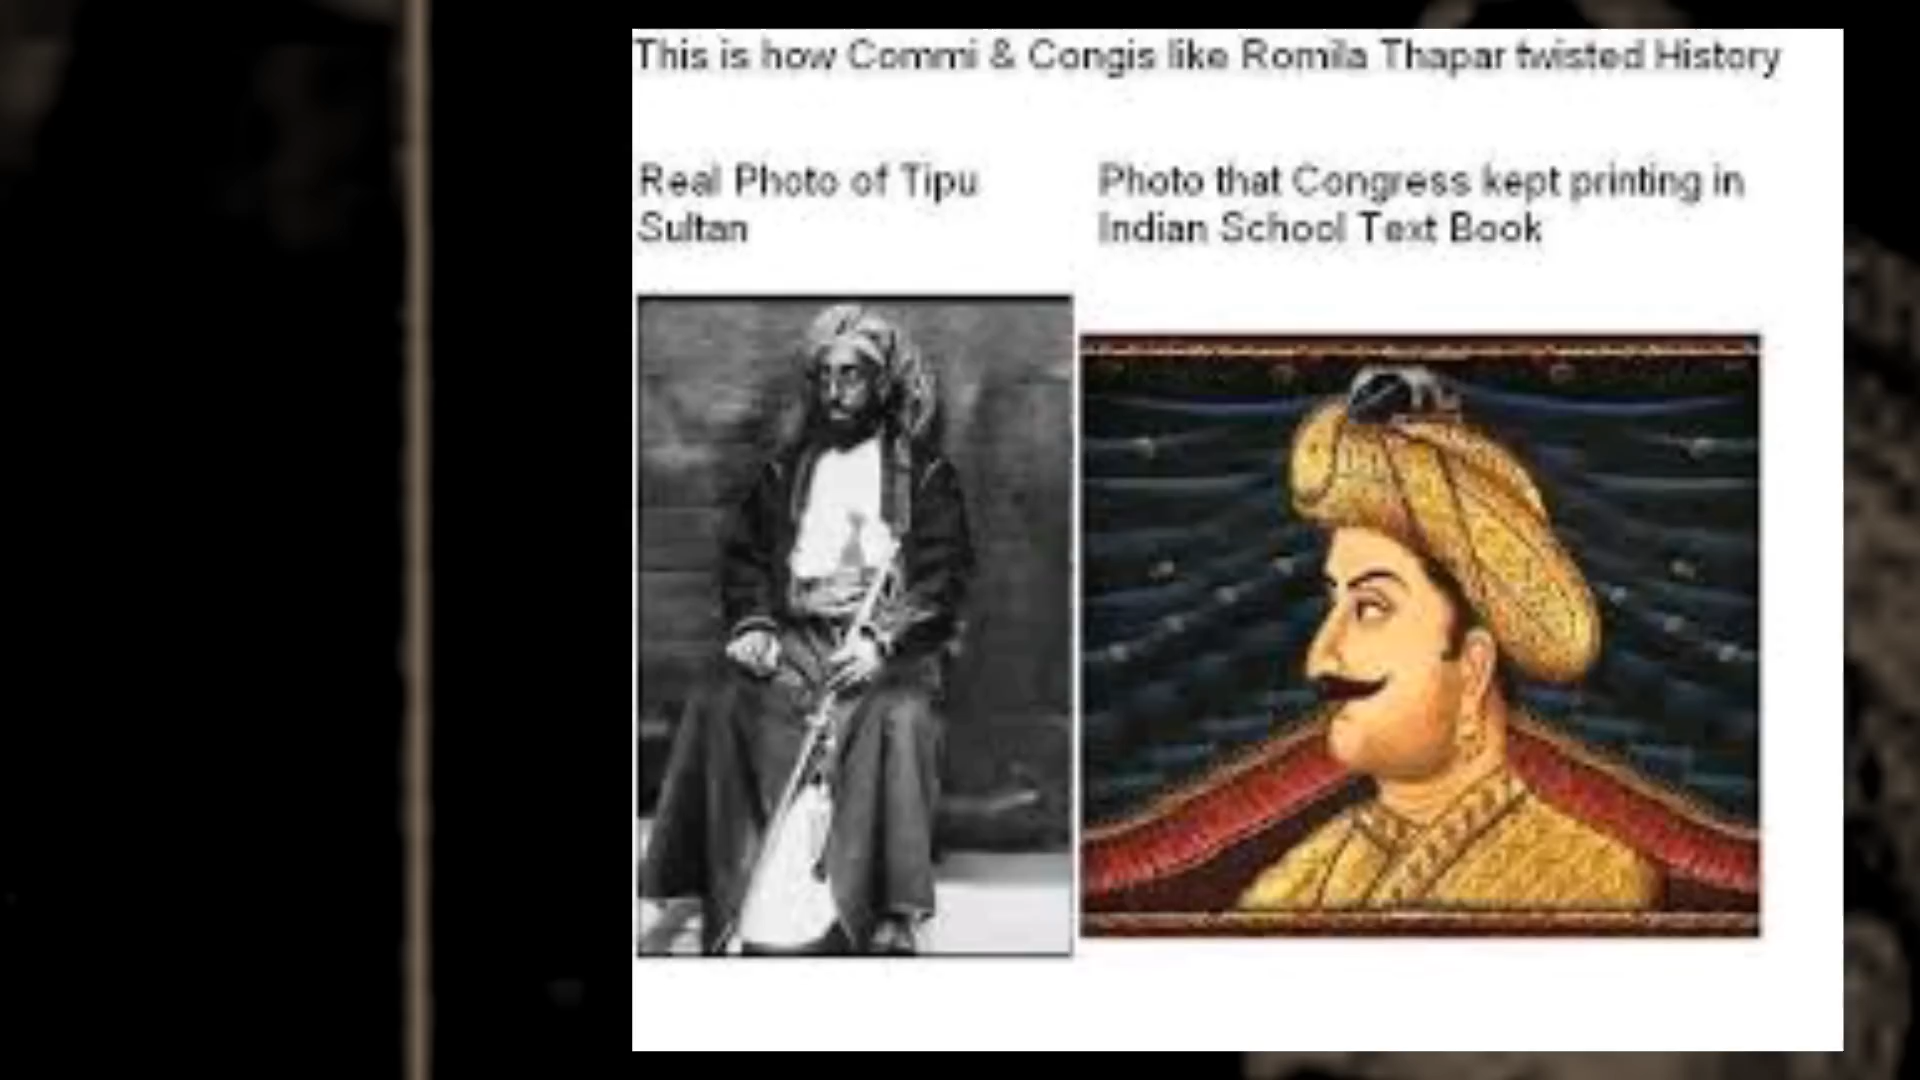 This is how Commi & Congis like Romila Thapar twisted History
Real Photo of Tipu
Sultan
Photo that Congress kept printing in
Indian School Text Book